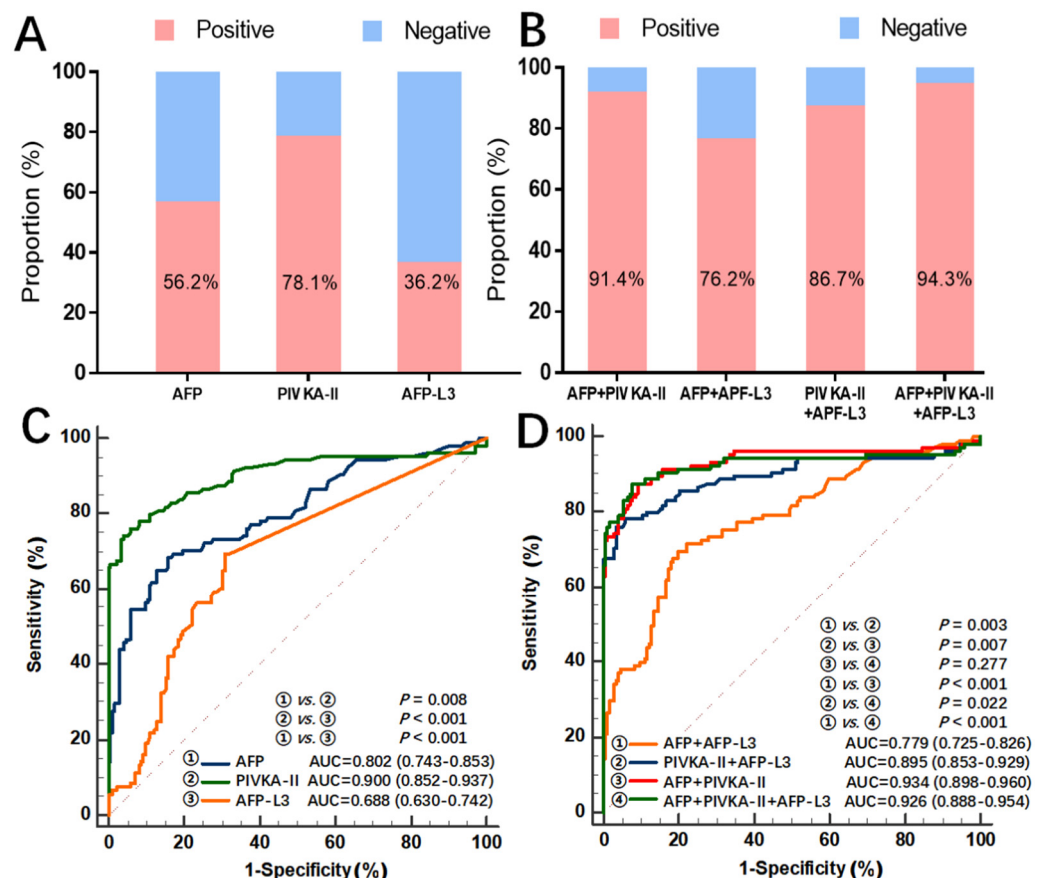 A
Positive
Negative
Proportion (%)
100
80
60
40
20
0
56.2%
78.1%
36.2%
AFP
PIVKA-II
AFP-L3
B
Positive
Negative
Proportion (%)
100
80
60
40
20
0
91.4%
76.2%
86.7%
94.3%
AFP+PIVKA-II
AFP+APF-L3
PIVKA-II
+APF-L3
AFP+PIVKA-II
+AFP-L3
C
Sensitivity (%)
100
80
60
40
20
0
① vs. ② P = 0.008
② vs. ③ P < 0.001
① vs. ③ P < 0.001
① AFP AUC=0.802 (0.743-0.853)
② PIVKA-II AUC=0.900 (0.852-0.937)
③ AFP-L3 AUC=0.688 (0.630-0.742)
0 20 40 60 80 100
1-Specificity (%)
D
Sensitivity (%)
100
80
60
40
20
0
① vs. ② P = 0.003
② vs. ③ P = 0.007
③ vs. ④ P = 0.277
① vs. ③ P < 0.001
② vs. ④ P = 0.022
① vs. ④ P < 0.001
① AFP+AFP-L3 AUC=0.779 (0.725-0.826)
② PIVKA-II+AFP-L3 AUC=0.895 (0.853-0.929)
③ AFP+PIVKA-II AUC=0.934 (0.898-0.960)
④ AFP+PIVKA-II+AFP-L3 AUC=0.926 (0.888-0.954)
0 20 40 60 80 100
1-Specificity (%)